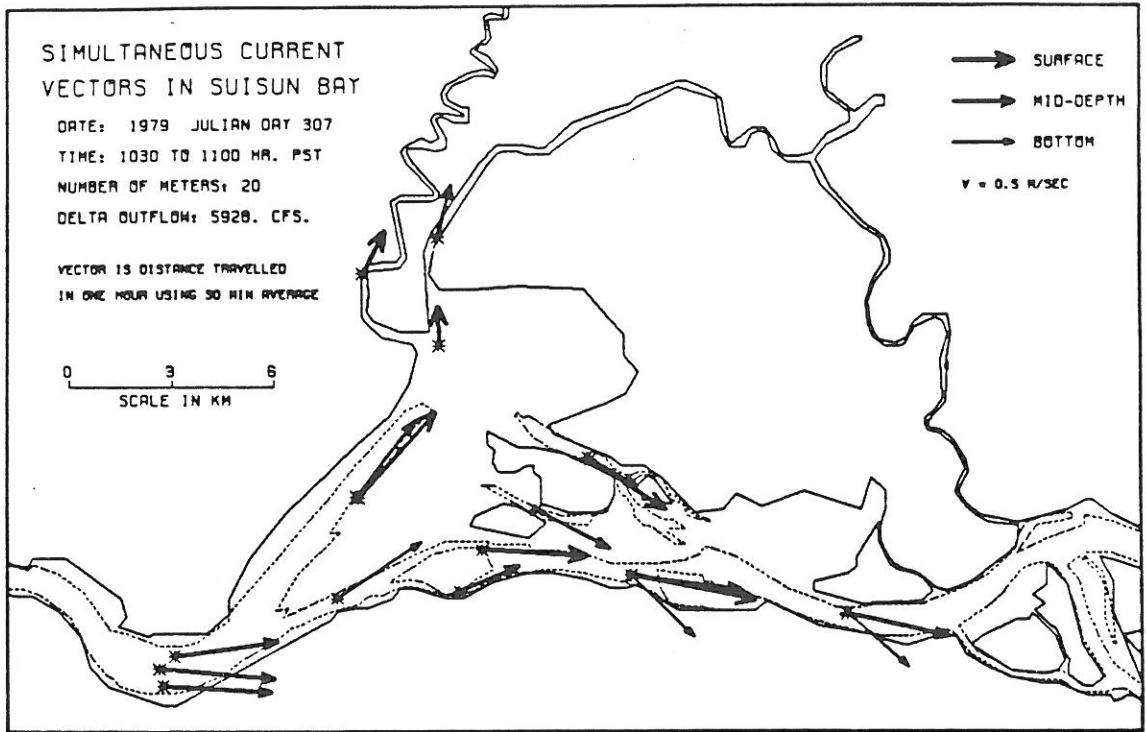 SIMULTANEOUS CURRENT
VECTORS IN SUISUN BAY
DATE: 1979 JULIAN DAY 307
TIME: 1030 TO 1100 HR. PST
NUMBER OF METERS: 20
DELTA OUTFLOW: 5928. CFS.
VECTOR IS DISTANCE TRAVELLED
IN ONE HOUR USING 30 MIN AVERAGE
0 3 6
SCALE IN KM
SURFACE
MID-DEPTH
BOTTOM
V = 0.5 M/SEC